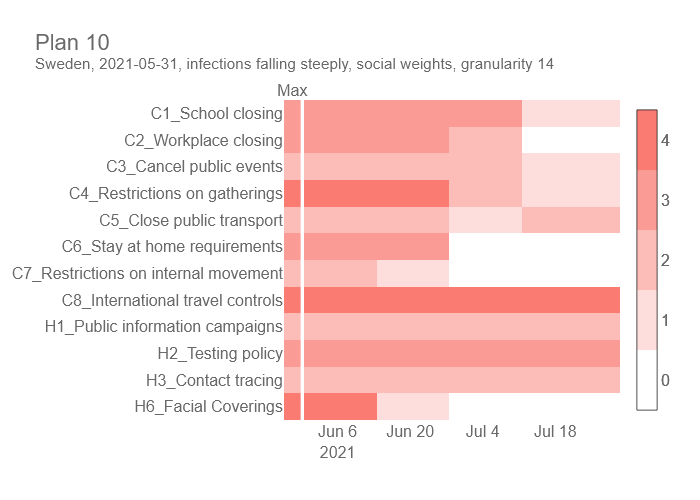 Plan 10
Sweden, 2021-05-31, infections falling steeply, social weights, granularity 14
Max
C1_School closing
C2_Workplace closing
C3_Cancel public events
C4_Restrictions on gatherings
C5_Close public transport
C6_Stay at home requirements
C7_Restrictions on internal movement
C8_International travel controls
H1_Public information campaigns
H2_Testing policy
H3_Contact tracing
H6_Facial Coverings
4
3
2
1
0
Jun 6 Jun 20 Jul 4 Jul 18
2021